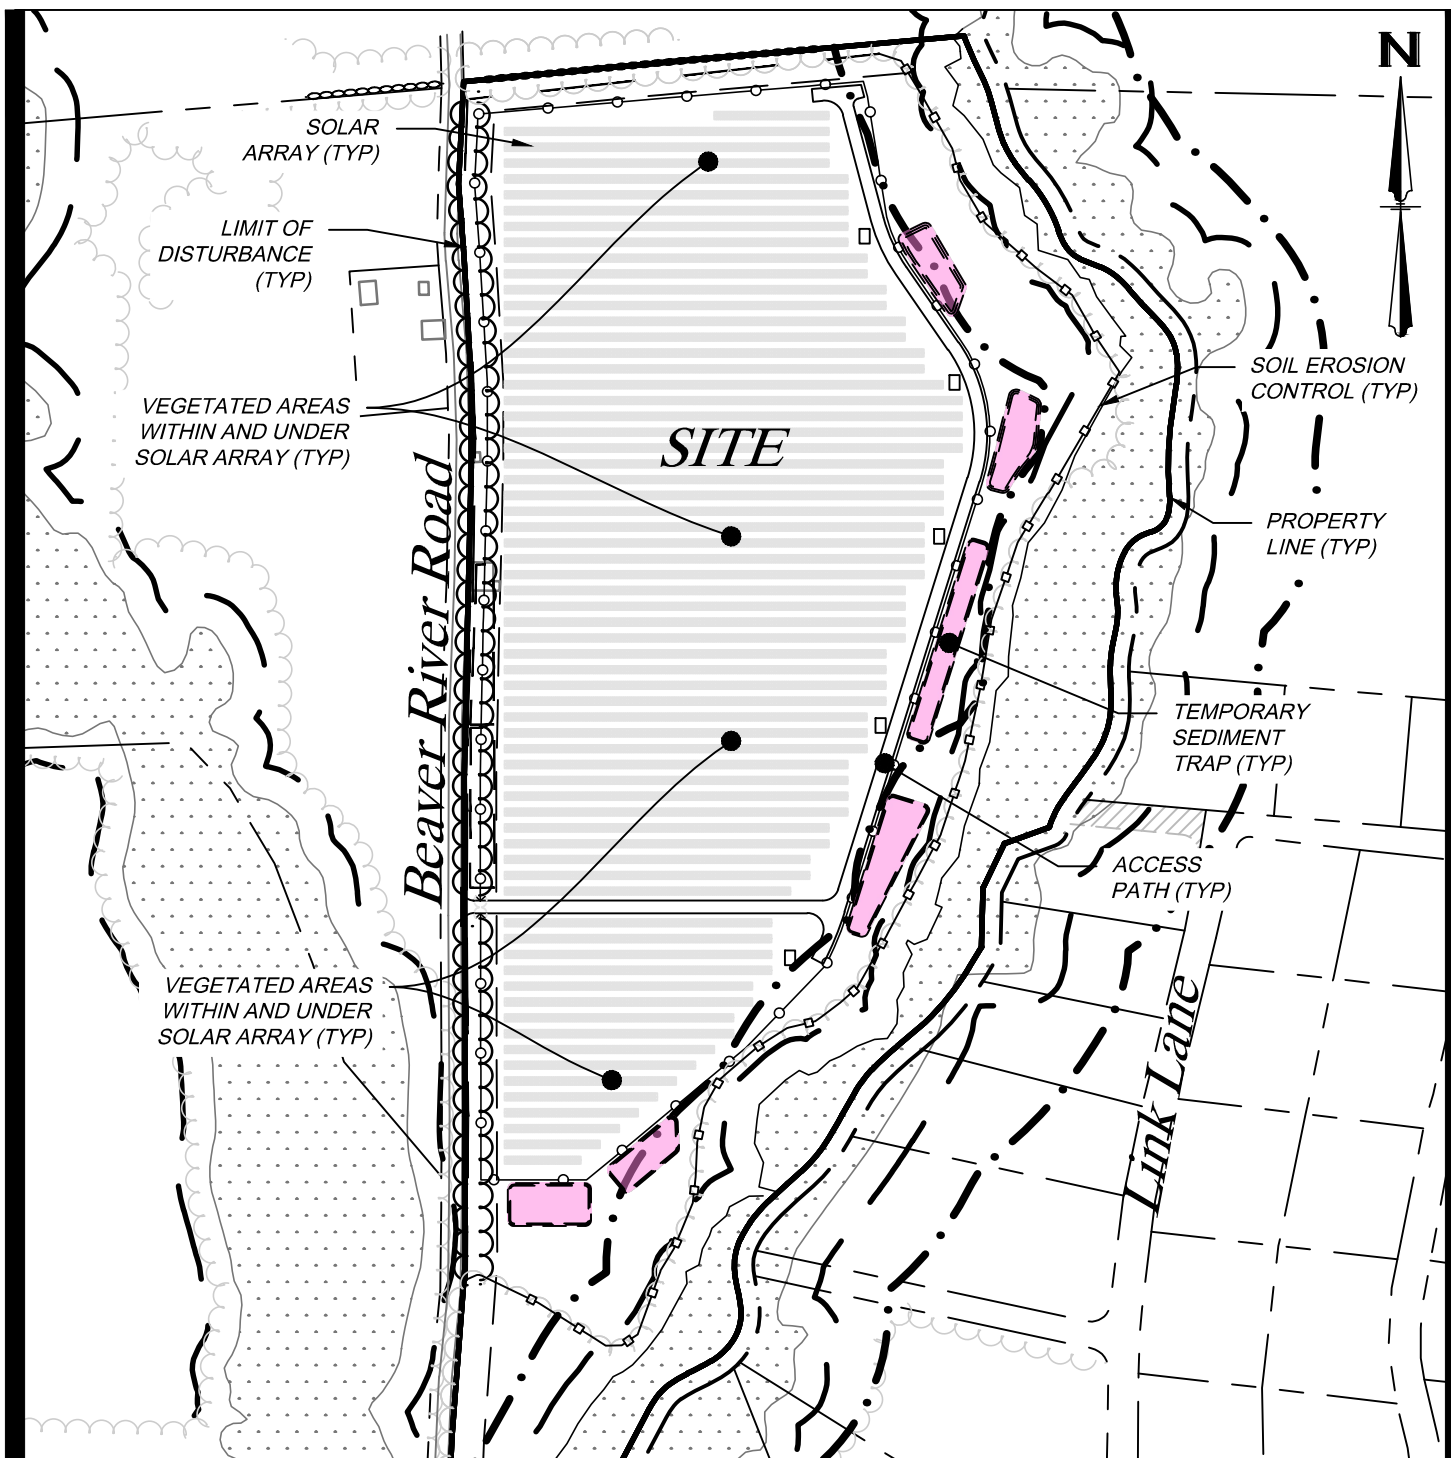 N
SOLAR
ARRAY (TYP)
LIMIT OF
DISTURBANCE
(TYP)
SOIL EROSION
CONTROL (TYP)
VEGETATED AREAS
WITHIN AND UNDER
SOLAR ARRAY (TYP)
SITE
PROPERTY
LINE (TYP)
Beaver River Road
TEMPORARY
SEDIMENT
TRAP (TYP)
ACCESS
PATH (TYP)
VEGETATED AREAS
WITHIN AND UNDER
SOLAR ARRAY (TYP)
Link Lane